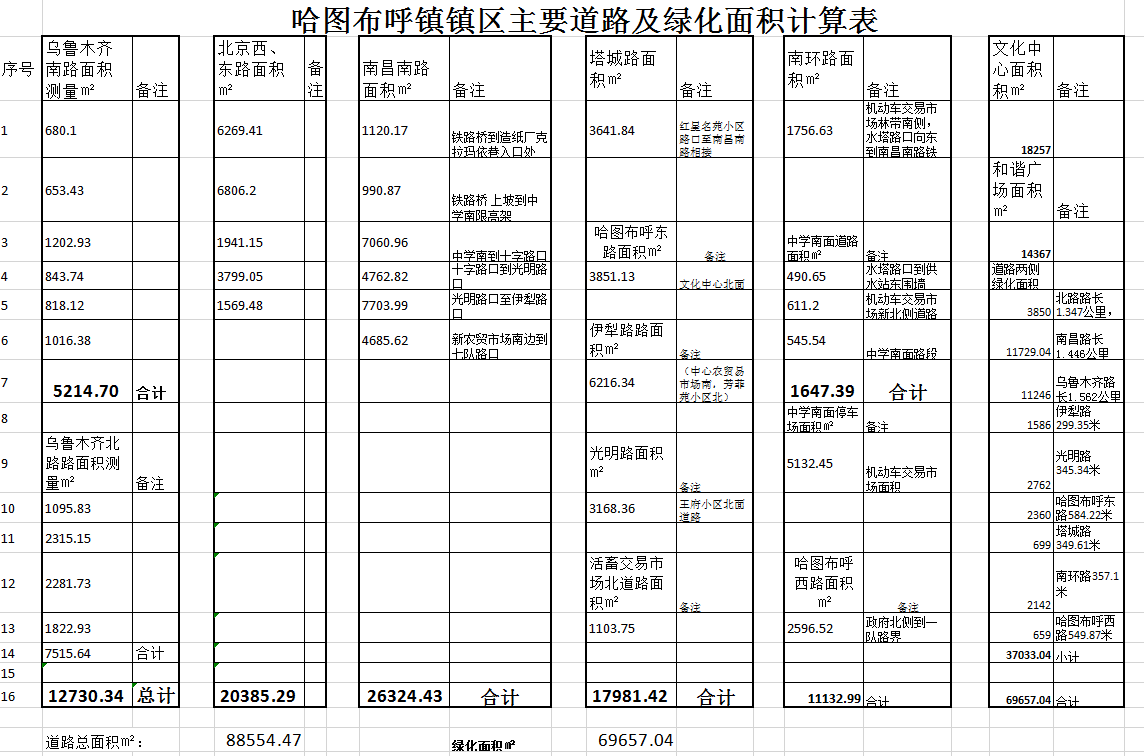 哈图布呼镇镇区主要道路及绿化面积计算表
序号
乌鲁木齐
南路面积
测量㎡
备注
北京西、
东路面积
㎡
备
注
南昌南路
面积㎡
备注
塔城路面
积㎡
备注
南环路面
积㎡
备注
文化中
心面积
积㎡
备注
1
680.1
6269.41
1120.17
铁路桥到造纸厂克
拉玛依巷入口处
3641.84
红星名苑小区
路口至南昌南
路相接
1756.63
机动车交易市
场林带南侧，
水塔路口向东
到南昌南路铁
18257
2
653.43
6806.2
990.87
铁路桥 上坡到中
学南限高架
和谐广
场面积
㎡
备注
3
1202.93
1941.15
7060.96
中学南到十字路口
哈图布呼东
路面积㎡
备注
中学南面道路
面积㎡
备注
14367
4
843.74
3799.05
4762.82
十字路口到光明路
口
3851.13
文化中心北面
490.65
水塔路口到供
水站东围墙
道路两侧
绿化面积
5
818.12
1569.48
7703.99
光明路口至伊犁路
口
611.2
机动车交易市
场新北侧道路
3850
北路路长
1.347公里，
6
1016.38
4685.62
新农贸市场南边到
七队路口
伊犁路路面
积㎡
备注
545.54
中学南面路段
11729.04
南昌路长
1.446公里
7
5214.70
合计
6216.34
（中心农贸易
市场南，芳菲
苑小区北）
1647.39
合计
11246
乌鲁木齐路
长1.562公里
8
中学南面停车
场面积㎡
备注
1586
伊犁路
299.35米
9
乌鲁木齐北
路路面积测
量㎡
备注
光明路面积
㎡
备注
5132.45
机动车交易市
场面积
2762
光明路
345.34米
10
1095.83
3168.36
王府小区北面
道路
2360
哈图布呼东
路584.22米
11
2315.15
699
塔城路
349.61米
12
2281.73
活畜交易市
场北道路面
积㎡
备注
哈图布呼
西路面积
㎡
备注
2142
南环路357.1
米
13
1822.93
1103.75
2596.52
政府北侧到一
队路界
659
哈图布呼西
路549.87米
14
7515.64
合计
37033.04
小计
15
16
12730.34
总计
20385.29
26324.43
合计
17981.42
合计
11132.99
合计
69657.04
合计
道路总面积㎡：
88554.47
绿化面积㎡
69657.04